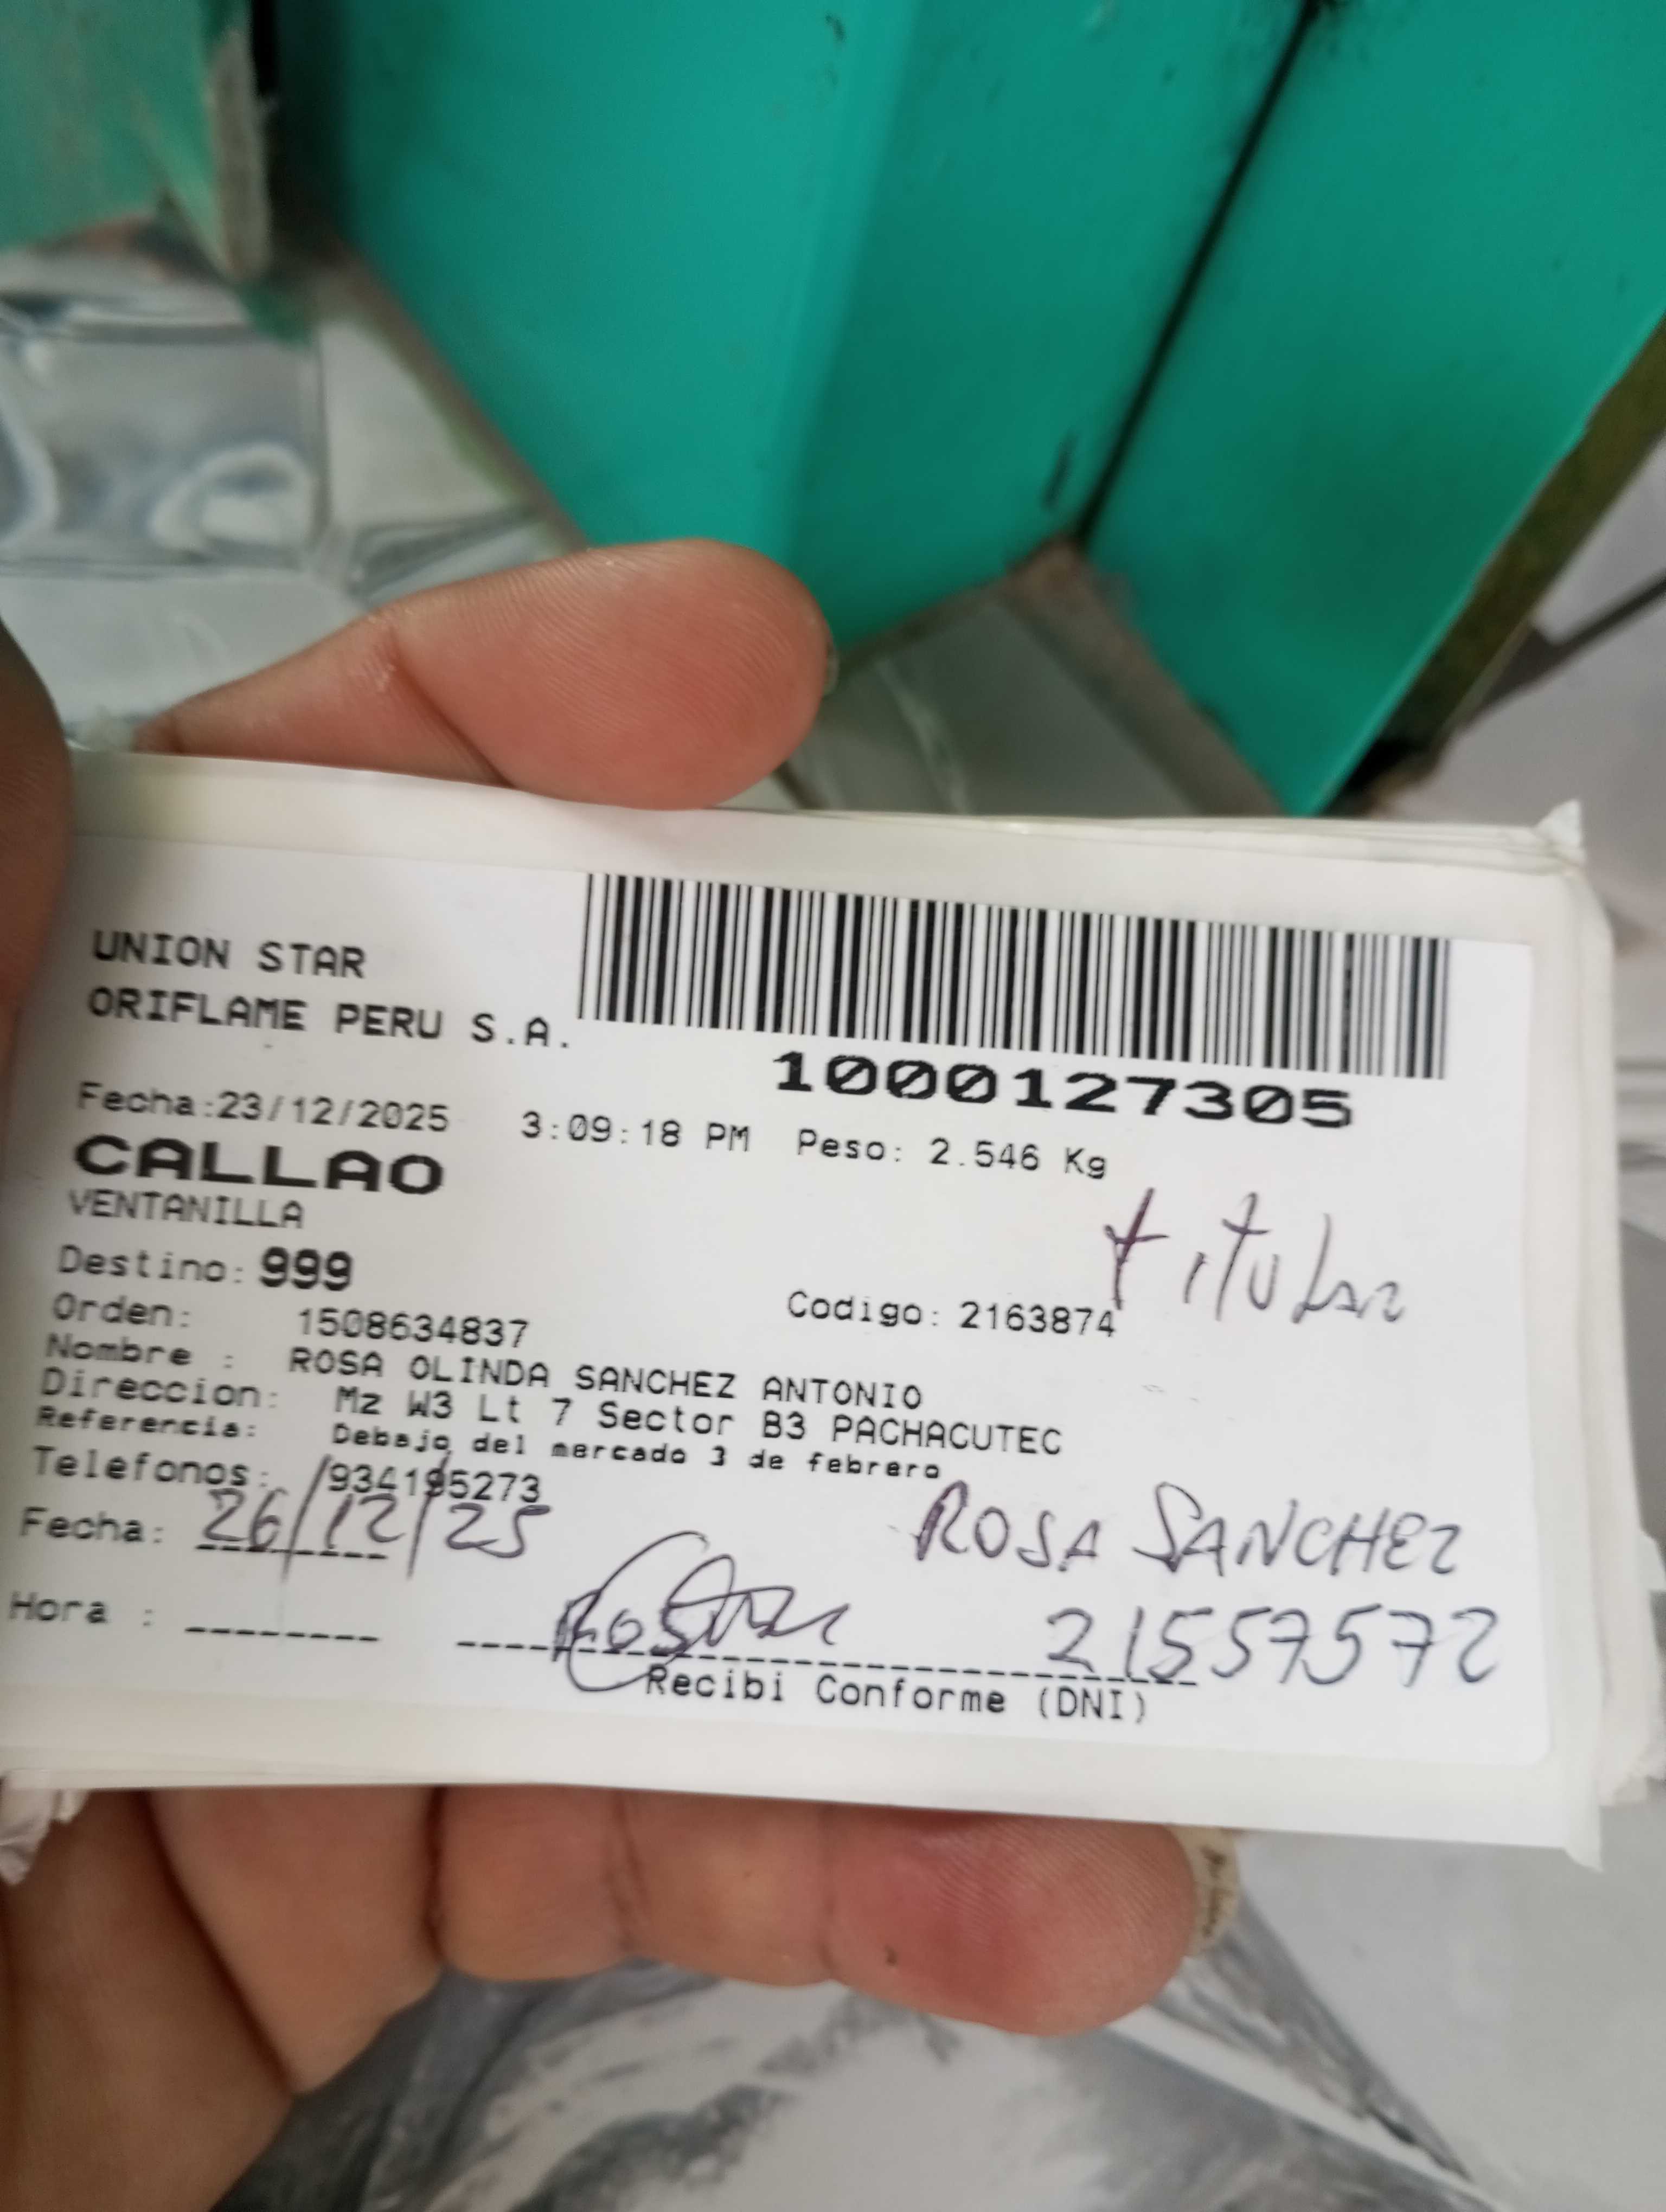 UNION STAR
ORIFLAME PERU S.A.
1000127305
Fecha:23/12/2025 3:09:18 PM Peso: 2.546 Kg
CALLAO
VENTANILLA
titular
Destino: 999
Orden: 1508634837 Codigo: 2163874
Nombre : ROSA OLINDA SANCHEZ ANTONIO
Direccion: Mz W3 Lt 7 Sector B3 PACHACUTEC
Referencia: Debajo del mercado 3 de febrero
Telefonos: /934195273
Fecha: 26/12/25 ROSA SANCHEZ
Hora : 21557572
Recibi Conforme (DNI)